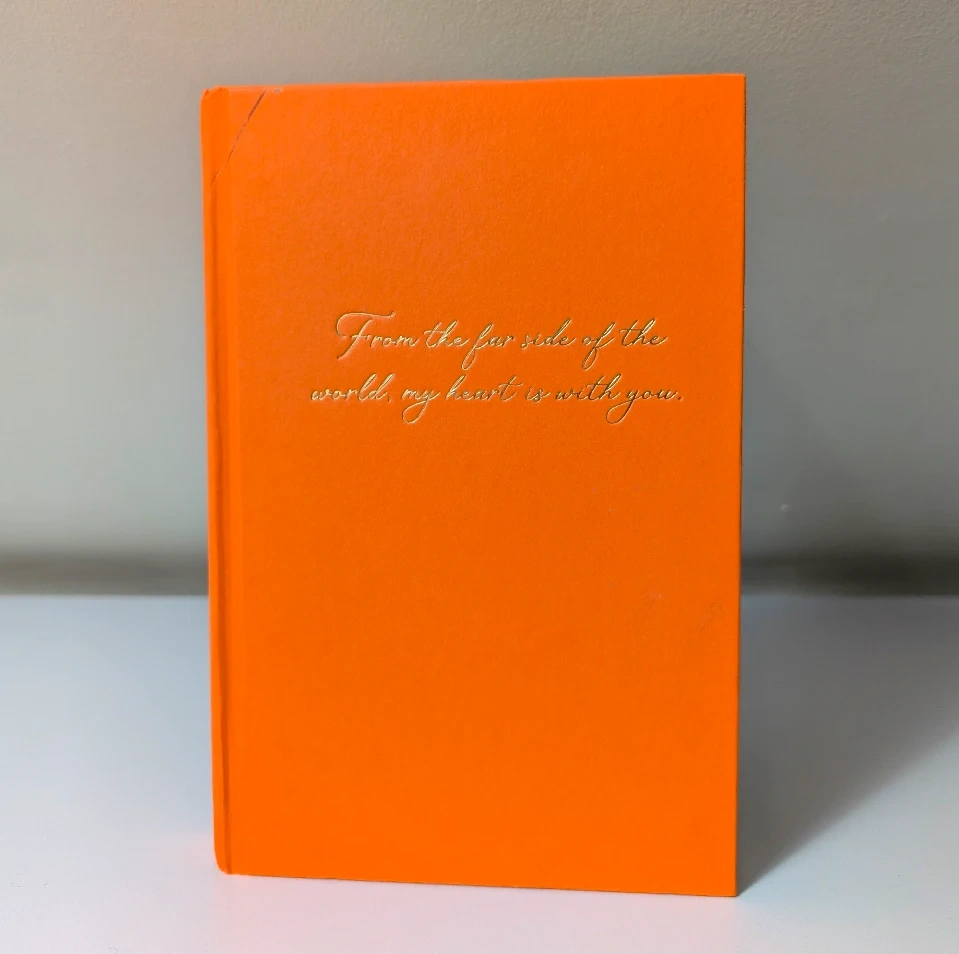 From the far side of the
world, my heart is with you.